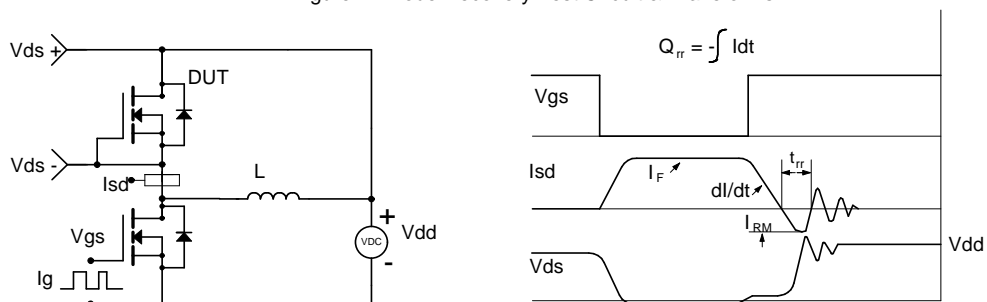 Vds +
DUT
Vds -
Isd
L
Vgs
Ig
+
VDC
-
Vdd
Qrr = -∫ Idt
Vgs
Isd
IF
dI/dt
trr
IRM
Vdd
Vds